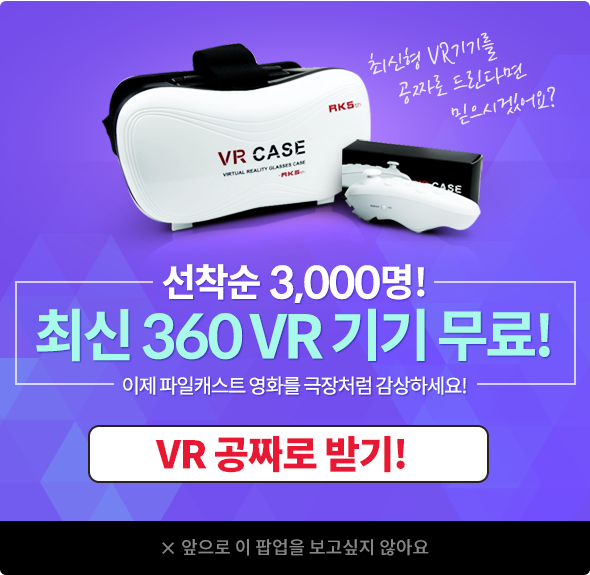 최신형 VR기기를
공짜로 드린다면
믿으시겠어요?
RK5th
VR CASE
VIRTUAL REALITY GLASSES CASE
RK5th
VR CASE
선착순 3,000명!
최신 360 VR 기기 무료!
이제 파일캐스트 영화를 극장처럼 감상하세요!
VR 공짜로 받기!
× 앞으로 이 팝업을 보고싶지 않아요